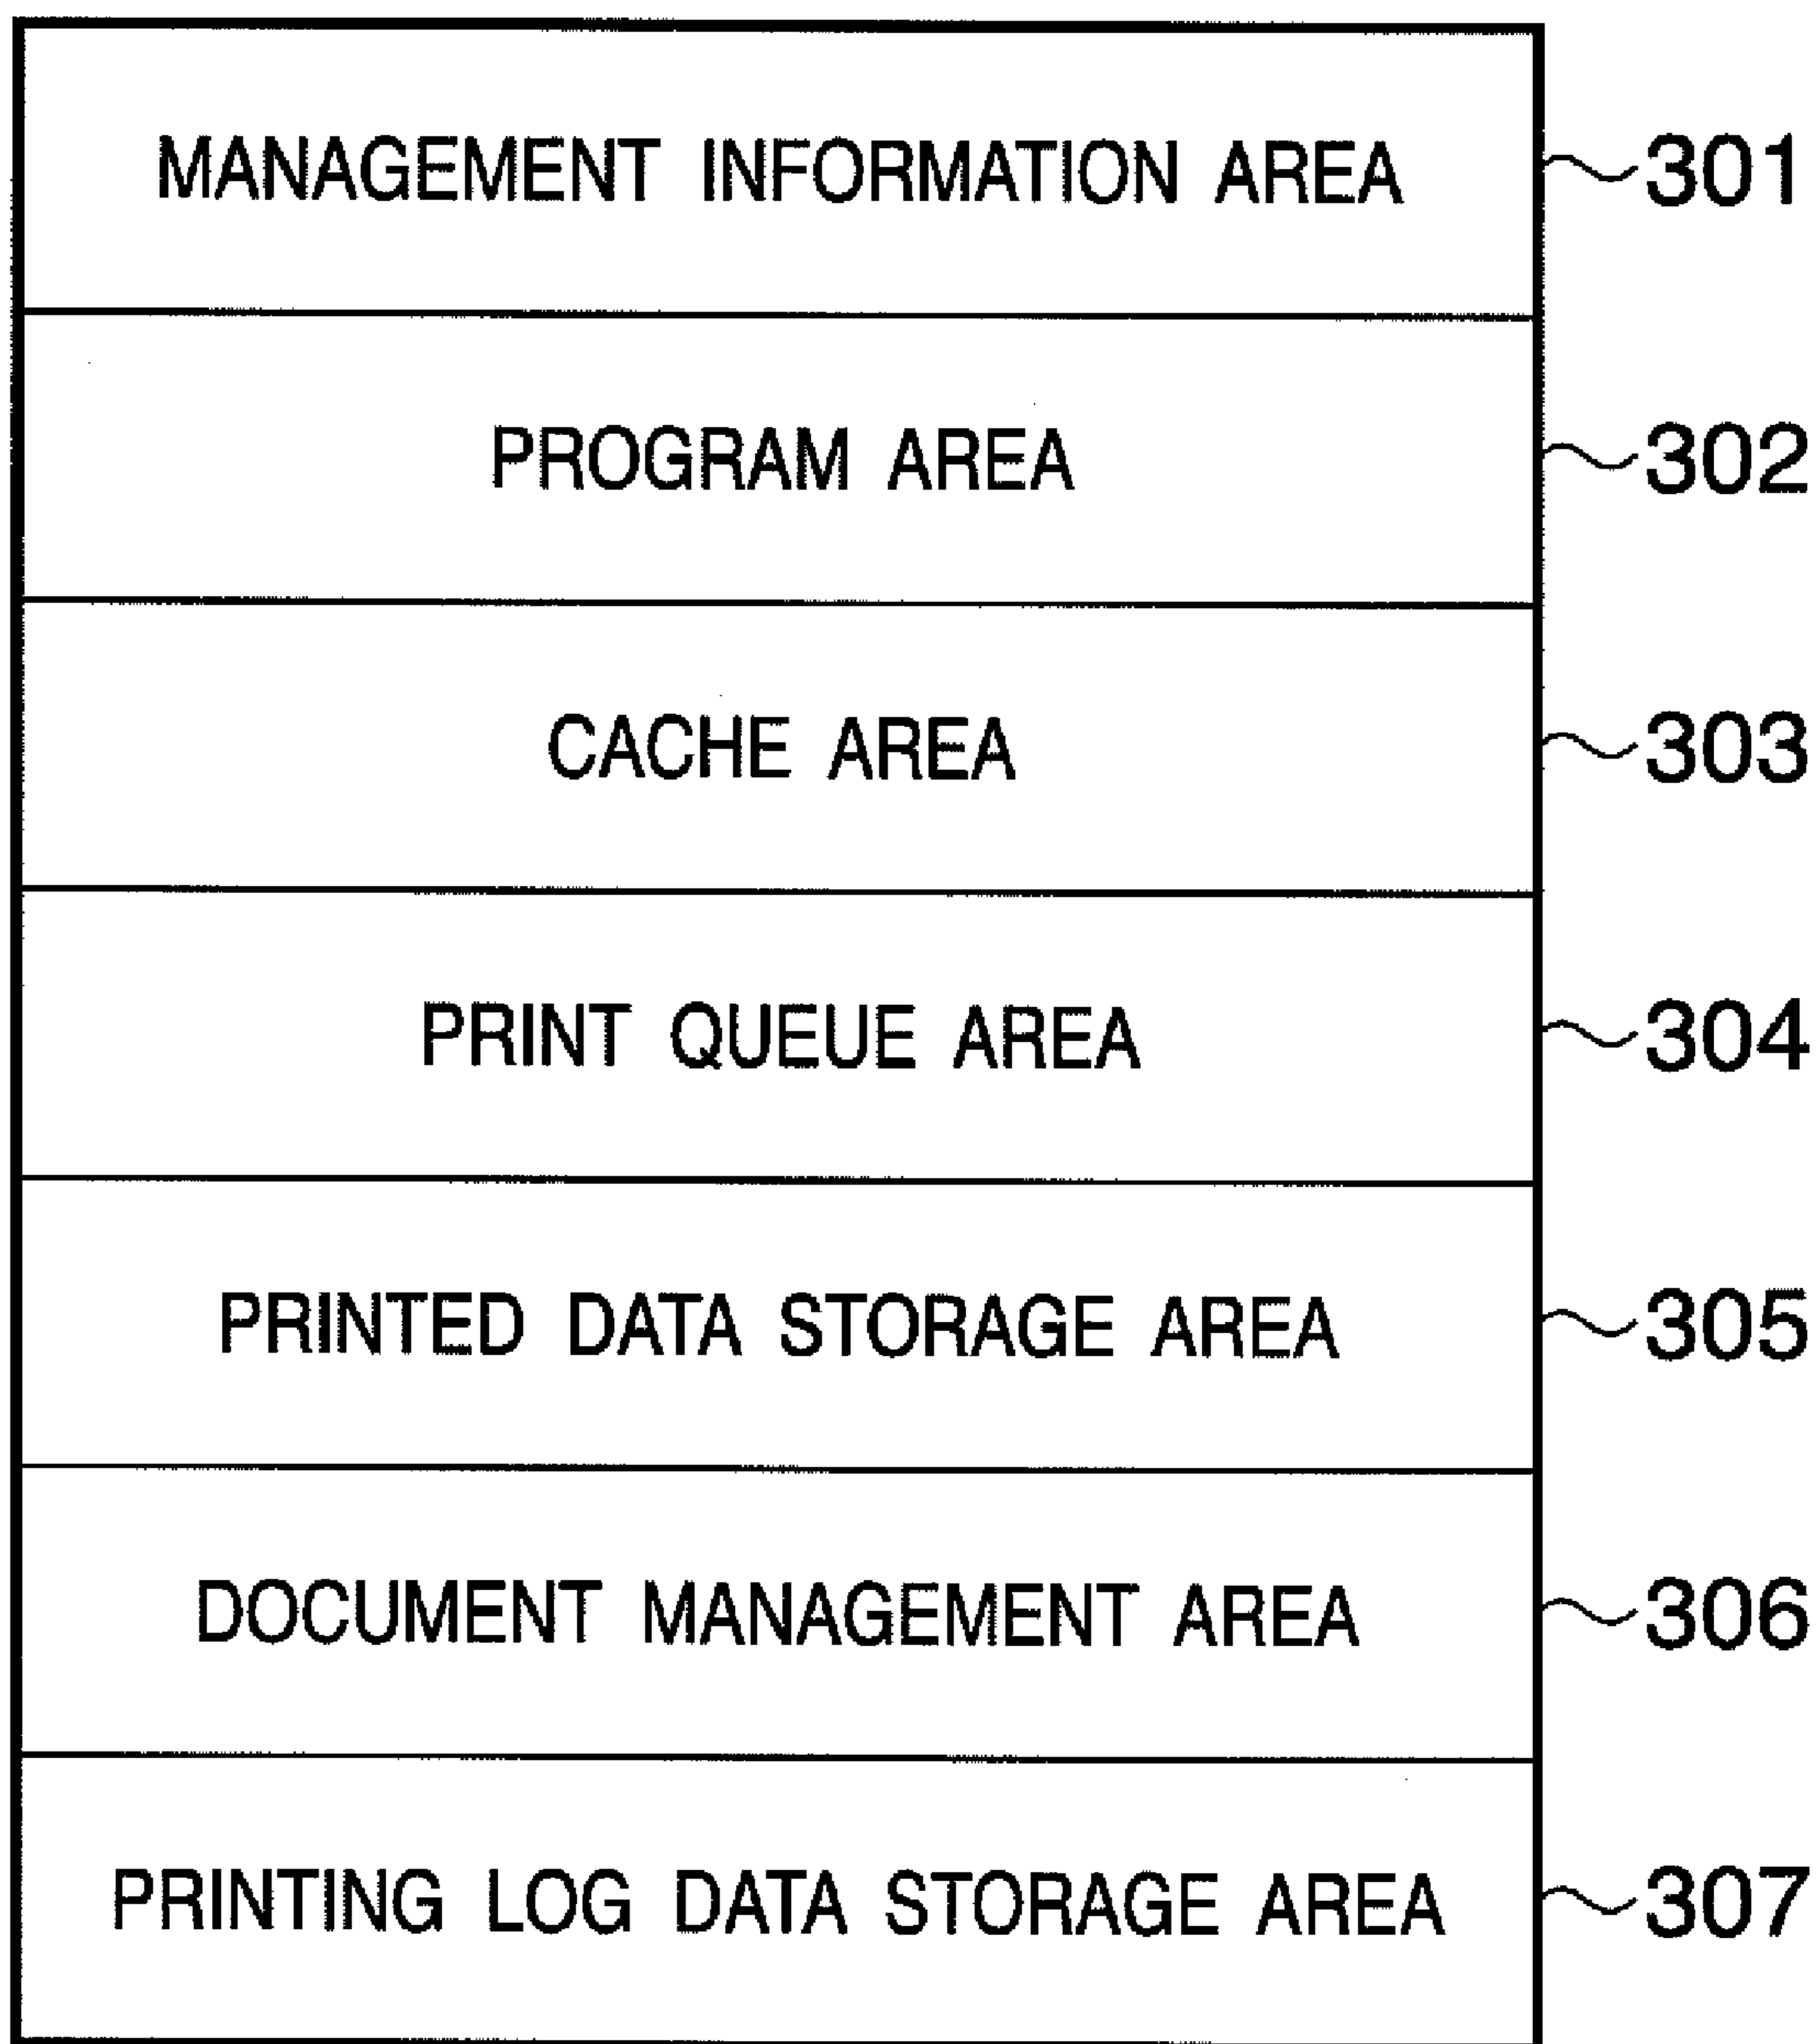 MANAGEMENT INFORMATION AREA 301
PROGRAM AREA 302
CACHE AREA 303
PRINT QUEUE AREA 304
PRINTED DATA STORAGE AREA 305
DOCUMENT MANAGEMENT AREA 306
PRINTING LOG DATA STORAGE AREA 307